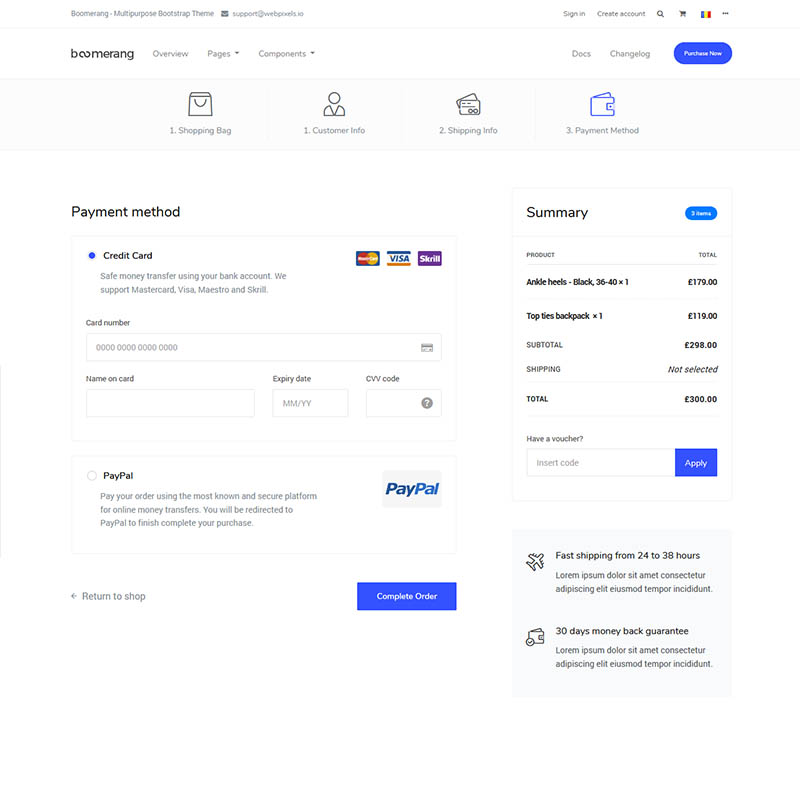 Boomerang - Multipurpose Bootstrap Theme support@webpixels.io Sign in Create account
boomerang Overview Pages Components Docs Changelog Purchase Now
1. Shopping Bag 1. Customer Info 2. Shipping Info 3. Payment Method
Payment method
Credit Card MasterCard VISA Skrill
Safe money transfer using your bank account. We
support Mastercard, Visa, Maestro and Skrill.
Card number
0000 0000 0000 0000
Name on card Expiry date CVV code
MM/YY ?
PayPal PayPal
Pay your order using the most known and secure platform
for online money transfers. You will be redirected to
PayPal to finish complete your purchase.
Return to shop Complete Order
Summary 3 items
PRODUCT TOTAL
Ankle heels - Black, 36-40 × 1 £179.00
Top ties backpack × 1 £119.00
SUBTOTAL £298.00
SHIPPING Not selected
TOTAL £300.00
Have a voucher?
Insert code Apply
Fast shipping from 24 to 38 hours
Lorem ipsum dolor sit amet consectetur
adipiscing elit eiusmod tempor incididunt.
30 days money back guarantee
Lorem ipsum dolor sit amet consectetur
adipiscing elit eiusmod tempor incididunt.